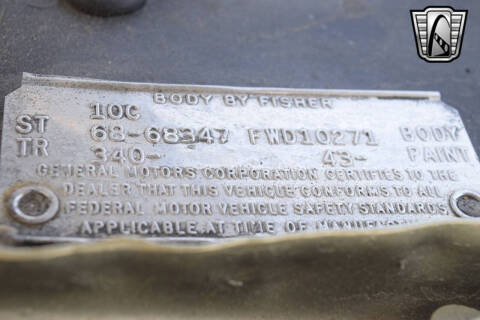 BODY BY FISHER
10C
ST 68-68347 FWD10271 BODY
TR 340- 43- PAINT
GENERAL MOTORS CORPORATION CERTIFIES TO THE
DEALER THAT THIS VEHICLE CONFORMS TO ALL
FEDERAL MOTOR VEHICLE SAFETY STANDARDS
APPLICABLE AT TIME OF